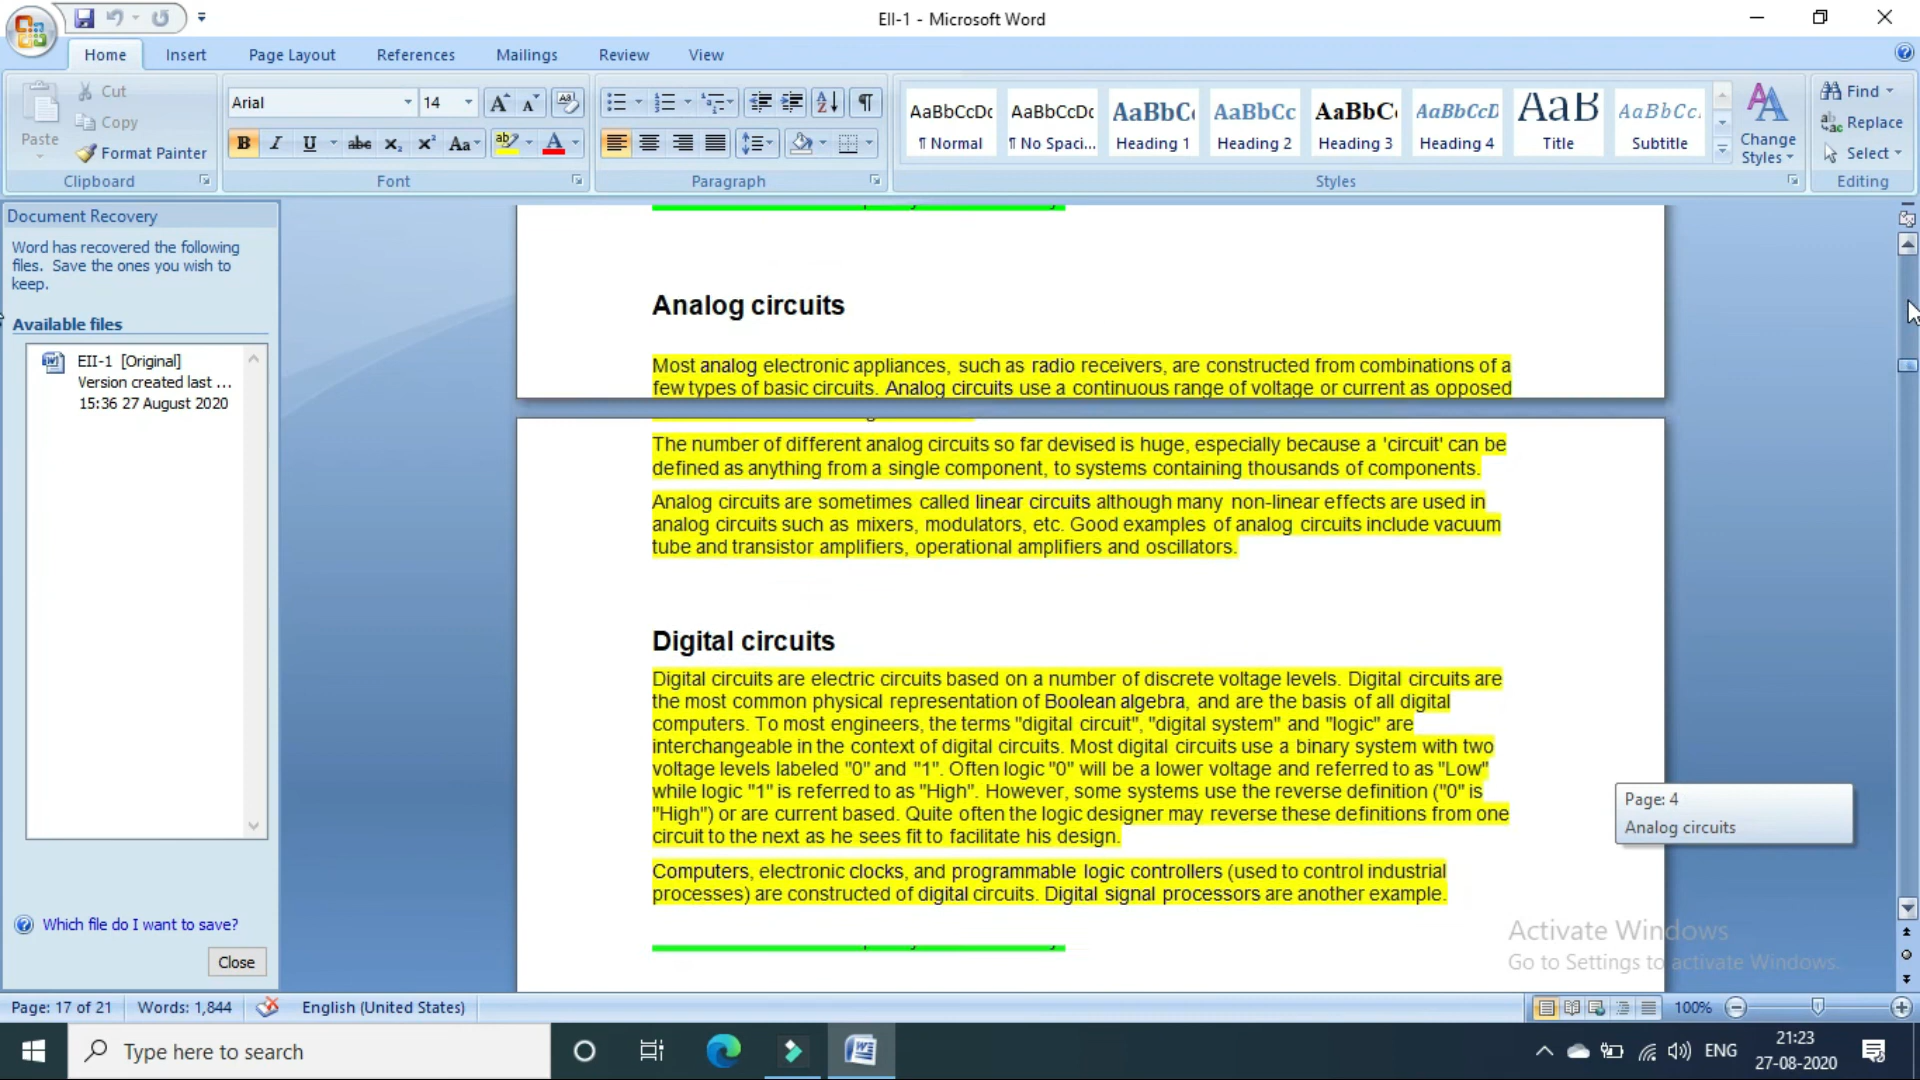 EII-1 - Microsoft Word
Home Insert Page Layout References Mailings Review View
Paste
Cut
Copy
Format Painter
Clipboard
Arial 14
B I U abc X₂ X² Aa ab A
Font
Paragraph
AaBbCcDc AaBbCcDc AaBbC AaBbCc AaBbC AaBbCcD AaB AaBbCc.
¶ Normal ¶ No Spaci... Heading 1 Heading 2 Heading 3 Heading 4 Title Subtitle
Change
Styles
Styles
Find
Replace
Select
Editing
Document Recovery
Word has recovered the following
files. Save the ones you wish to
keep.
Available files
EII-1 [Original]
Version created last ...
15:36 27 August 2020
Which file do I want to save?
Close
Analog circuits
Most analog electronic appliances, such as radio receivers, are constructed from combinations of a
few types of basic circuits. Analog circuits use a continuous range of voltage or current as opposed
The number of different analog circuits so far devised is huge, especially because a 'circuit' can be
defined as anything from a single component, to systems containing thousands of components.
Analog circuits are sometimes called linear circuits although many non-linear effects are used in
analog circuits such as mixers, modulators, etc. Good examples of analog circuits include vacuum
tube and transistor amplifiers, operational amplifiers and oscillators.
Digital circuits
Digital circuits are electric circuits based on a number of discrete voltage levels. Digital circuits are
the most common physical representation of Boolean algebra, and are the basis of all digital
computers. To most engineers, the terms "digital circuit", "digital system" and "logic" are
interchangeable in the context of digital circuits. Most digital circuits use a binary system with two
voltage levels labeled "0" and "1". Often logic "0" will be a lower voltage and referred to as "Low"
while logic "1" is referred to as "High". However, some systems use the reverse definition ("0" is
"High") or are current based. Quite often the logic designer may reverse these definitions from one
circuit to the next as he sees fit to facilitate his design.
Computers, electronic clocks, and programmable logic controllers (used to control industrial
processes) are constructed of digital circuits. Digital signal processors are another example.
Page: 4
Analog circuits
Activate Windows
Go to Settings to activate Windows.
Page: 17 of 21 Words: 1,844 English (United States) 100%
Type here to search
ENG
21:23
27-08-2020